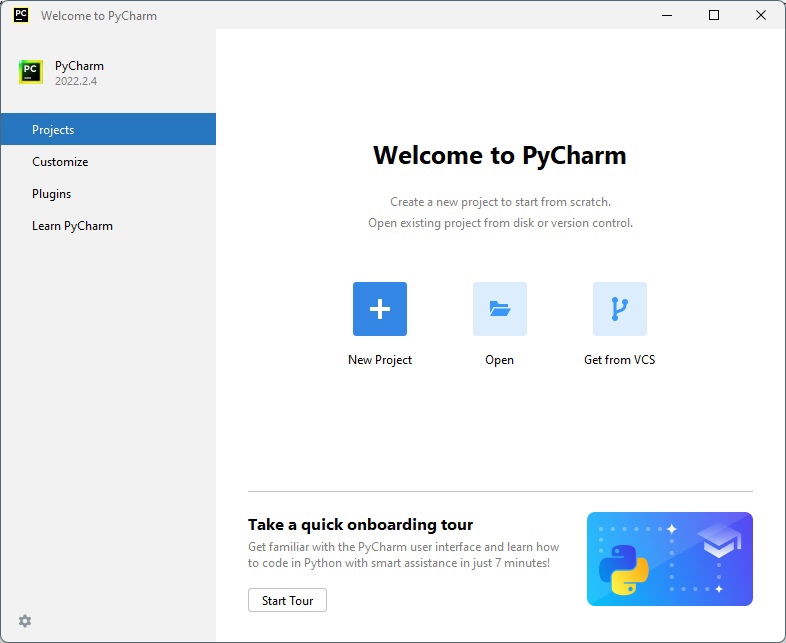 PC
Welcome to PyCharm
PC
PyCharm
2022.2.4
Projects
Customize
Plugins
Learn PyCharm
Welcome to PyCharm
Create a new project to start from scratch.
Open existing project from disk or version control.
New Project
Open
Get from VCS
Take a quick onboarding tour
Get familiar with the PyCharm user interface and learn how
to code in Python with smart assistance in just 7 minutes!
Start Tour